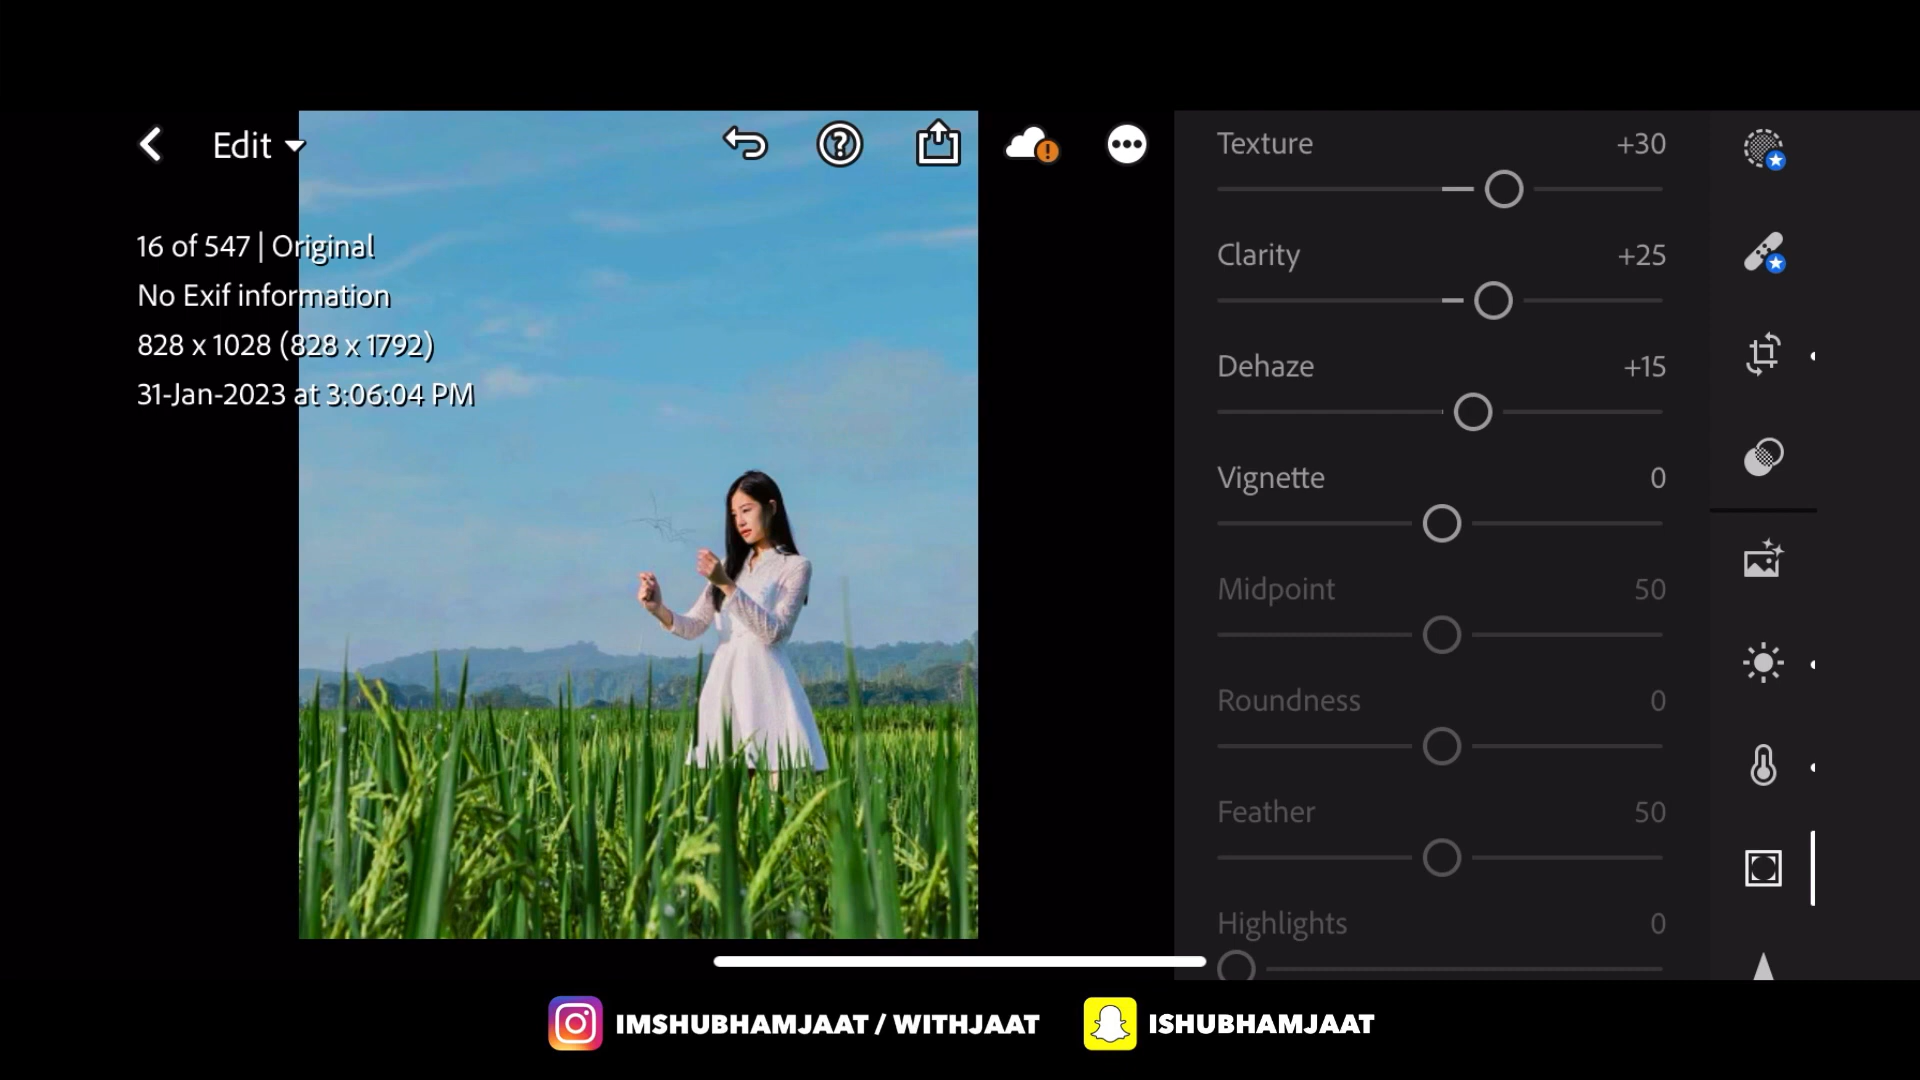 Edit
16 of 547 | Original
No Exif information
828 x 1028 (828 x 1792)
31-Jan-2023 at 3:06:04 PM
Texture +30
Clarity +25
Dehaze +15
Vignette 0
Midpoint 50
Roundness 0
Feather 50
Highlights 0
IMSHUBHAMJAAT / WITHJAAT
ISHUBHAMJAAT